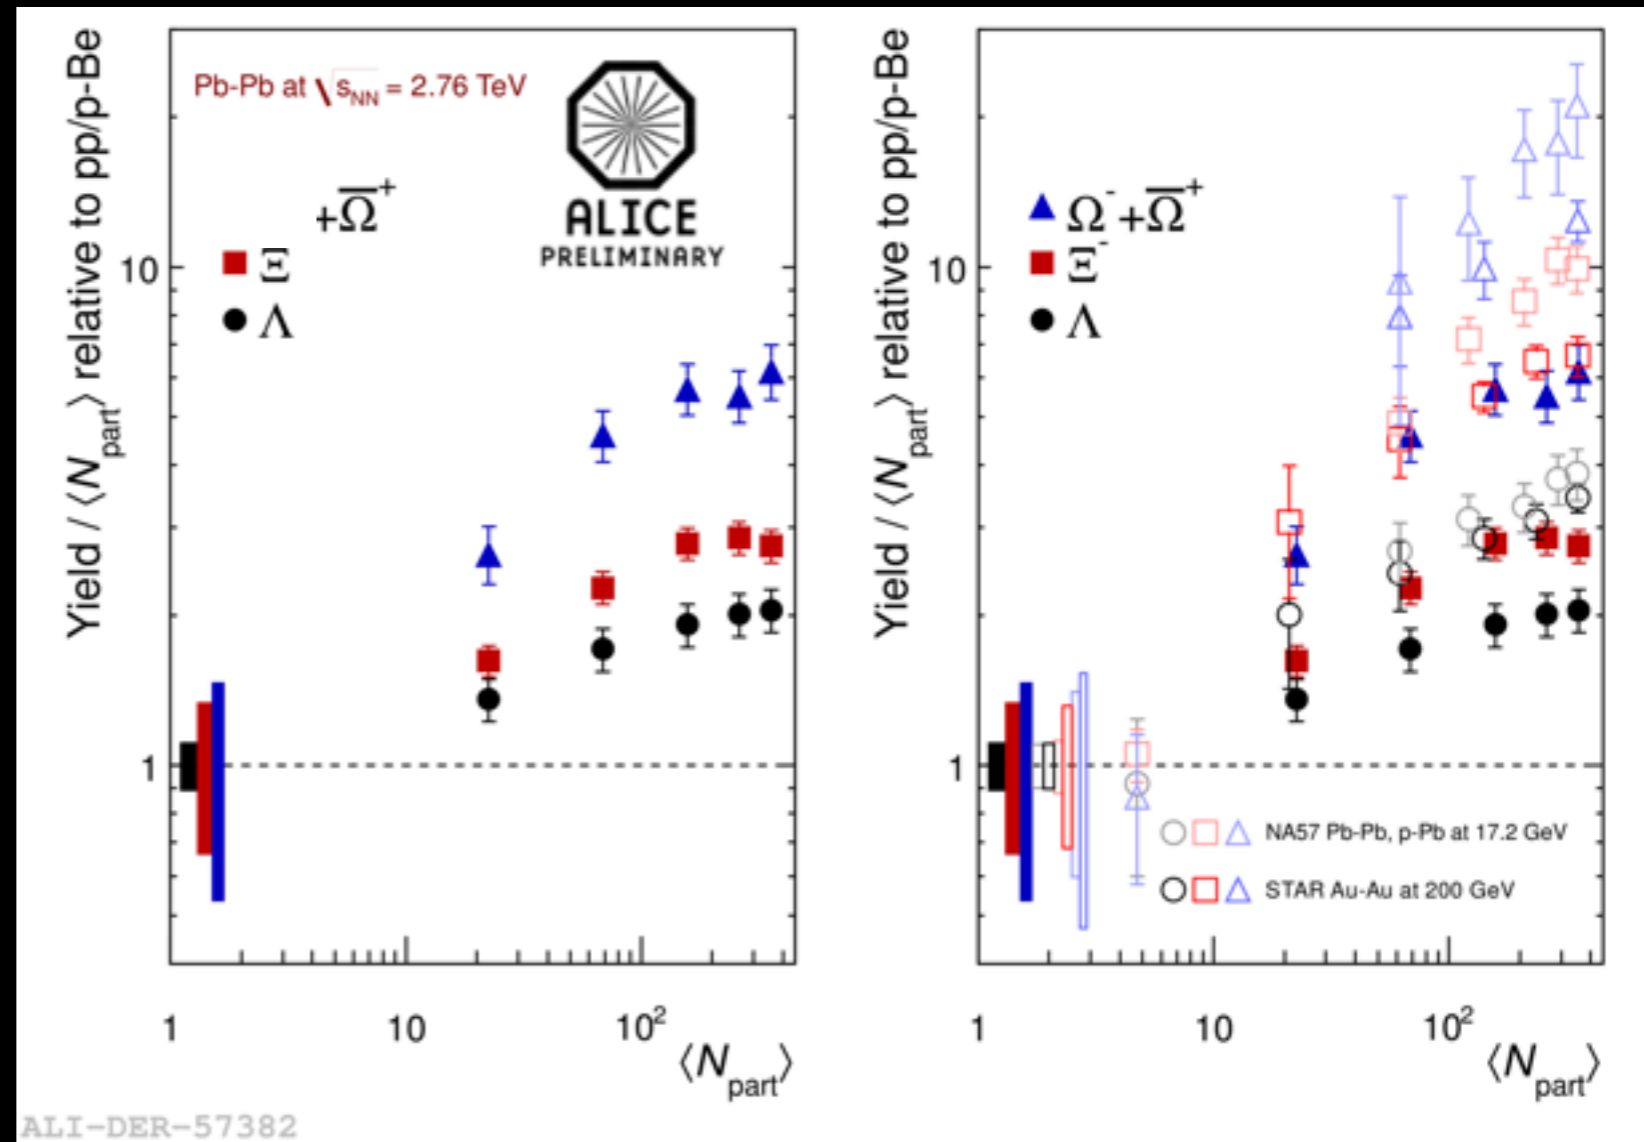 Yield / ⟨Npart⟩ relative to pp/p-Be
Pb-Pb at √sNN = 2.76 TeV
ALICE
PRELIMINARY
+Ω̅⁺
Ξ
Λ
10
1
1 10 10²
⟨Npart⟩
Yield / ⟨Npart⟩ relative to pp/p-Be
Ω⁻+Ω̅⁺
Ξ⁻
Λ
10
1
NA57 Pb-Pb, p-Pb at 17.2 GeV
STAR Au-Au at 200 GeV
1 10 10²
⟨Npart⟩
ALI-DER-57382